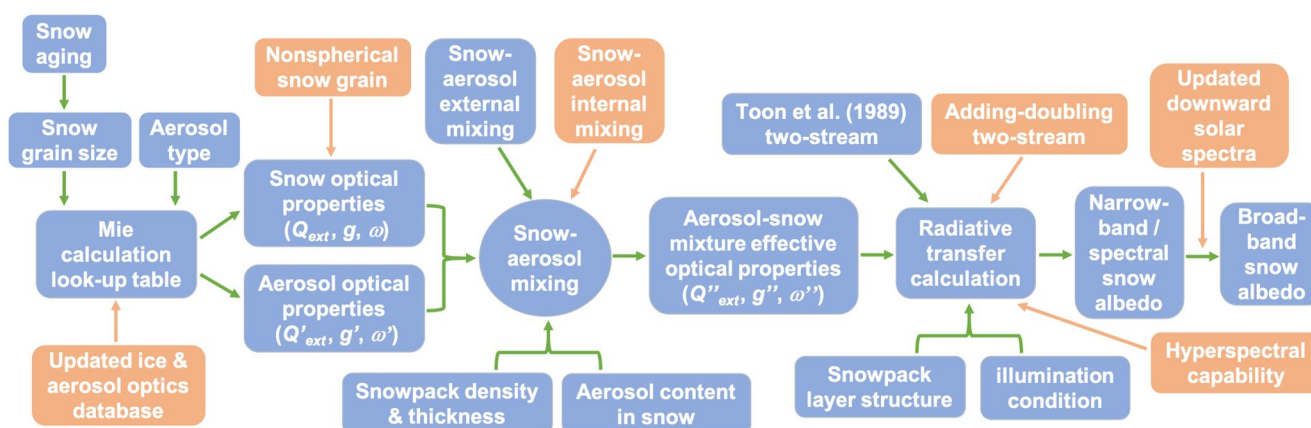 Snow
aging
Snow
grain size
Aerosol
type
Mie
calculation
look-up table
Updated ice &
aerosol optics
database
Nonspherical
snow grain
Snow optical
properties
(Qext, g, ω)
Aerosol optical
properties
(Q'ext, g', ω')
Snow-
aerosol
external
mixing
Snow-
aerosol
internal
mixing
Snow-
aerosol
mixing
Snowpack density
& thickness
Aerosol content
in snow
Aerosol-snow
mixture effective
optical properties
(Q''ext, g'', ω'')
Toon et al. (1989)
two-stream
Adding-doubling
two-stream
Radiative
transfer
calculation
Snowpack
layer structure
illumination
condition
Hyperspectral
capability
Narrow-
band /
spectral
snow
albedo
Updated
downward
solar
spectra
Broad-
band
snow
albedo